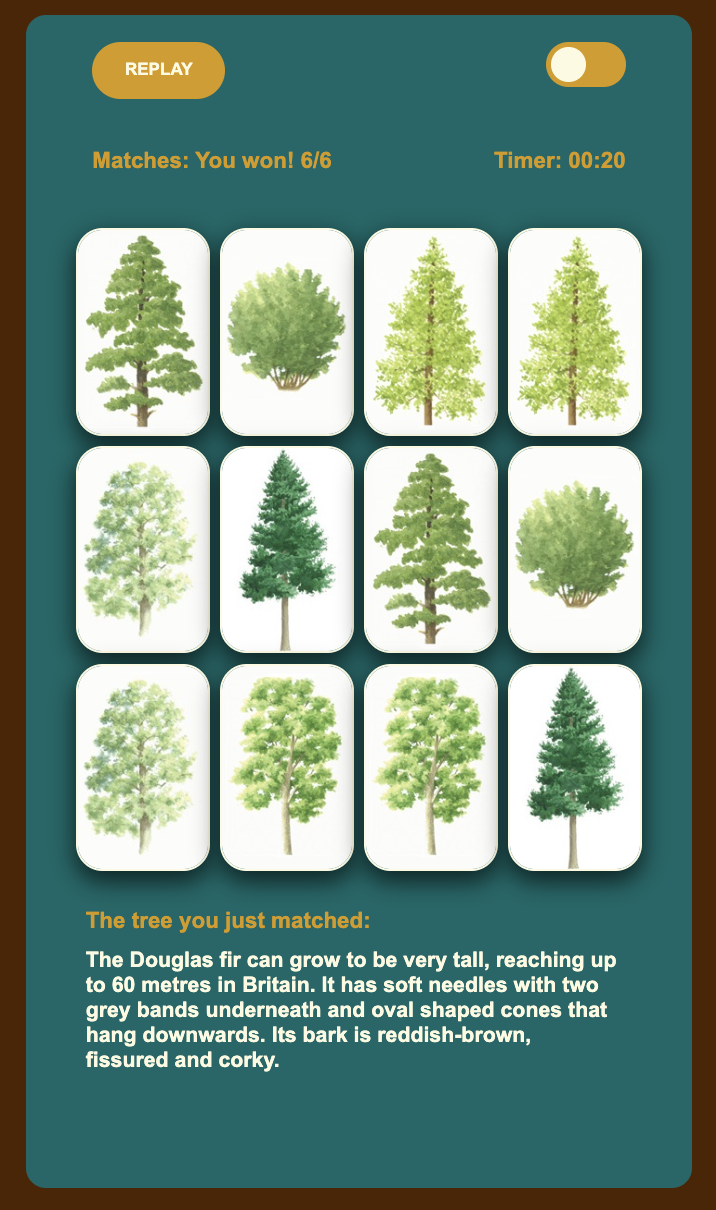 REPLAY
Matches: You won! 6/6
Timer: 00:20
The tree you just matched:
The Douglas fir can grow to be very tall, reaching up
to 60 metres in Britain. It has soft needles with two
grey bands underneath and oval shaped cones that
hang downwards. Its bark is reddish-brown,
fissured and corky.